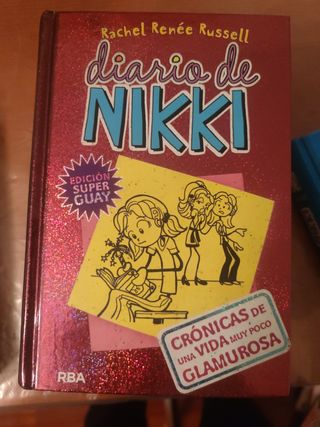 Rachel Renée Russell
diario de
NIKKI
EDICIÓN
SUPER
GUAY
CRÓNICAS DE
UNA VIDA MUY POCO
GLAMUROSA
RBA